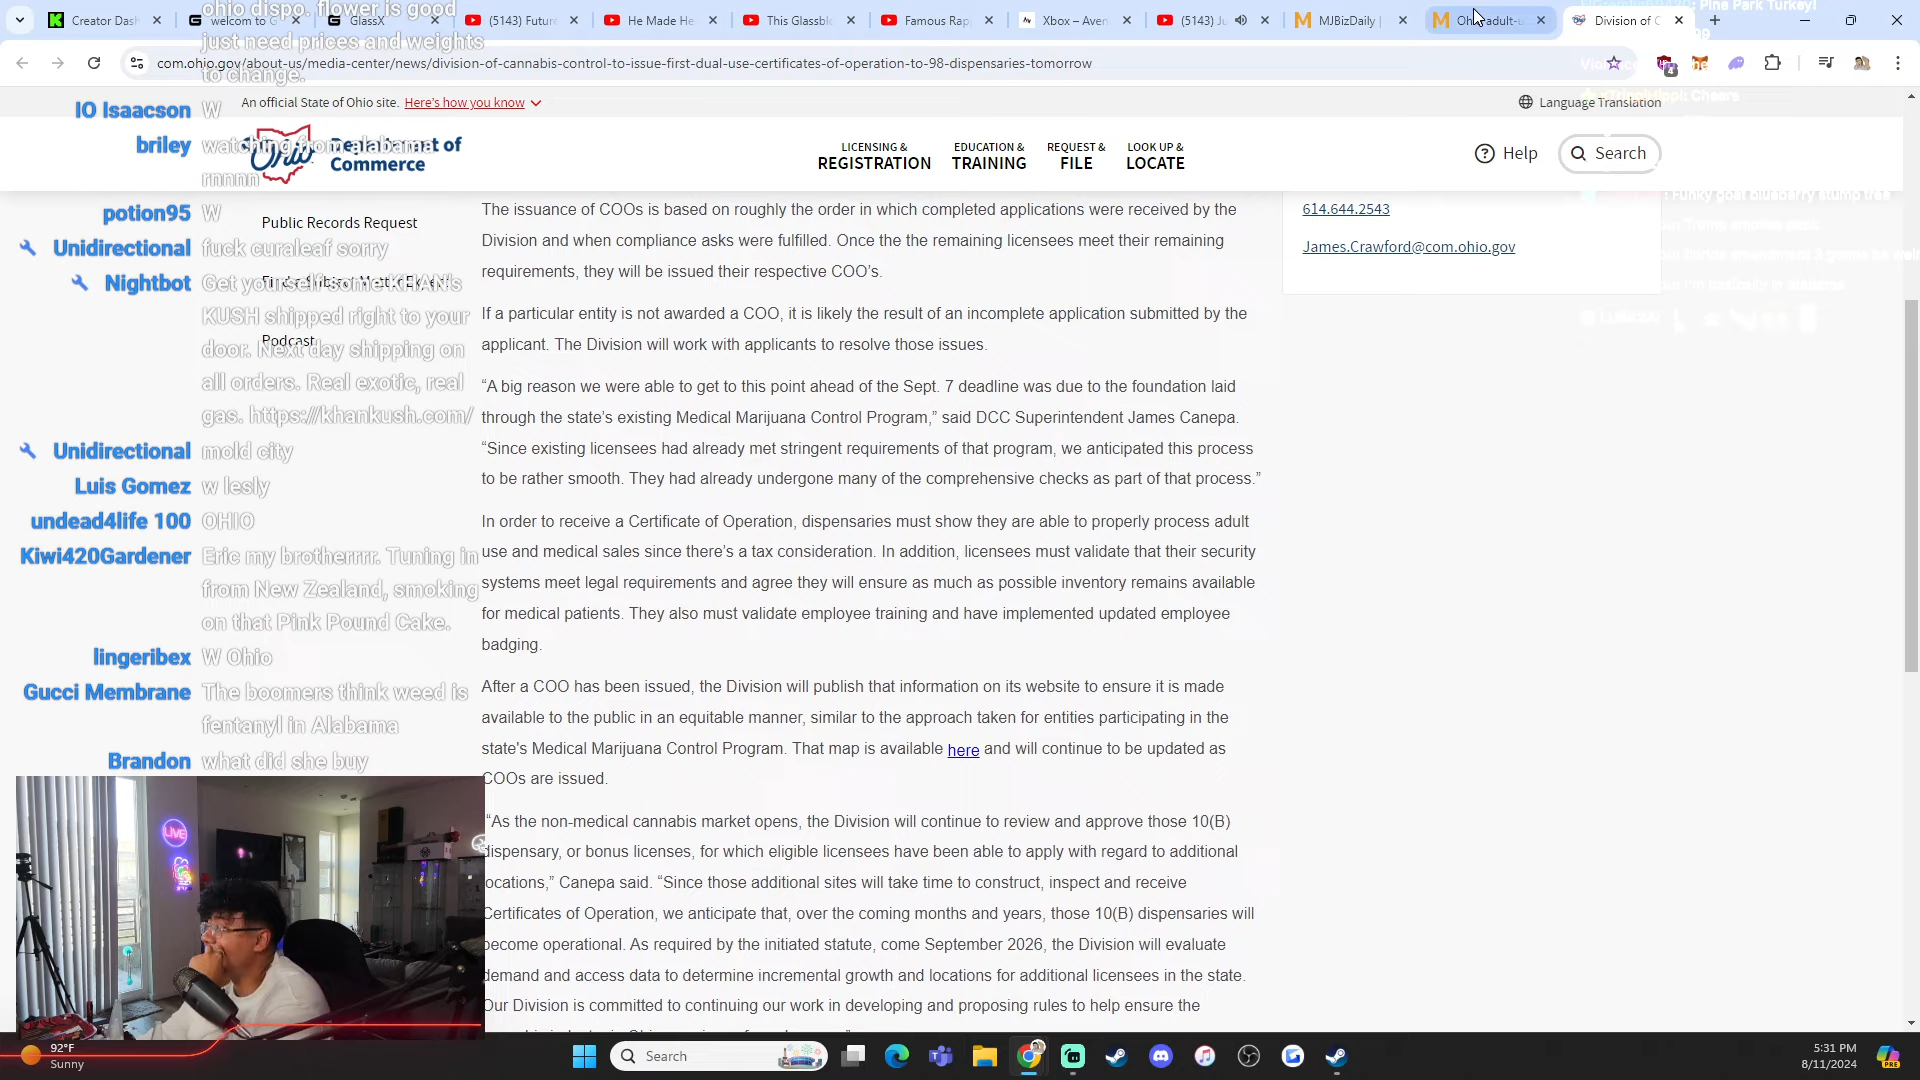 Creator Dash
welcome to G
GlassX
(5143) Futur
He Made He
This Glassblo
Famous Rap
Xbox – Aven
(5143) Ju
MJBizDaily |
Ohio adult-u
Division of C
com.ohio.gov/about-us/media-center/news/division-of-cannabis-control-to-issue-first-dual-use-certificates-of-operation-to-98-dispensaries-tomorrow
4
An official State of Ohio site. Here's how you know
Language Translation
Ohio Department of
Commerce
LICENSING &
REGISTRATION
EDUCATION &
TRAINING
REQUEST &
FILE
LOOK UP &
LOCATE
Help
Search
Public Records Request
Find a Subject Matter Expert
Podcast
The issuance of COOs is based on roughly the order in which completed applications were received by the
Division and when compliance asks were fulfilled. Once the the remaining licensees meet their remaining
requirements, they will be issued their respective COO’s.
If a particular entity is not awarded a COO, it is likely the result of an incomplete application submitted by the
applicant. The Division will work with applicants to resolve those issues.
“A big reason we were able to get to this point ahead of the Sept. 7 deadline was due to the foundation laid
through the state’s existing Medical Marijuana Control Program,” said DCC Superintendent James Canepa.
“Since existing licensees had already met stringent requirements of that program, we anticipated this process
to be rather smooth. They had already undergone many of the comprehensive checks as part of that process.”
In order to receive a Certificate of Operation, dispensaries must show they are able to properly process adult
use and medical sales since there’s a tax consideration. In addition, licensees must validate that their security
systems meet legal requirements and agree they will ensure as much as possible inventory remains available
for medical patients. They also must validate employee training and have implemented updated employee
badging.
After a COO has been issued, the Division will publish that information on its website to ensure it is made
available to the public in an equitable manner, similar to the approach taken for entities participating in the
state's Medical Marijuana Control Program. That map is available here and will continue to be updated as
COOs are issued.
“As the non-medical cannabis market opens, the Division will continue to review and approve those 10(B)
dispensary, or bonus licenses, for which eligible licensees have been able to apply with regard to additional
locations,” Canepa said. “Since those additional sites will take time to construct, inspect and receive
Certificates of Operation, we anticipate that, over the coming months and years, those 10(B) dispensaries will
become operational. As required by the initiated statute, come September 2026, the Division will evaluate
demand and access data to determine incremental growth and locations for additional licensees in the state.
Our Division is committed to continuing our work in developing and proposing rules to help ensure the
614.644.2543
James.Crawford@com.ohio.gov
ohio dispo. flower is good
just need prices and weights
to change.
IO Isaacson W
briley watching from alabama
rnnnn
potion95 W
Unidirectional fuck curaleaf sorry
Nightbot Get yourself some KHAN's
KUSH shipped right to your
door. Next day shipping on
all orders. Real exotic, real
gas. https://khankush.com/
Unidirectional mold city
Luis Gomez w lesly
undead4life 100 OHIO
Kiwi420Gardener Eric my brotherrrr. Tuning in
from New Zealand, smoking
on that Pink Pound Cake.
lingeribex W Ohio
Gucci Membrane The boomers think weed is
fentanyl in Alabama
Brandon what did she buy
Pine Park Turkey!
Cheers
Funky goat blueberry stump tree
LIVE
92°F
Sunny
Search
5:31 PM
8/11/2024
PRE